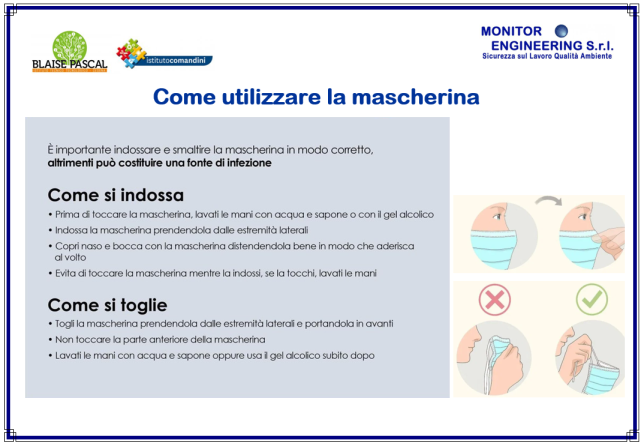 BLAISE PASCAL
istitutocomandini
MONITOR
ENGINEERING S.r.l.
Sicurezza sul Lavoro Qualità Ambiente
Come utilizzare la mascherina
È importante indossare e smaltire la mascherina in modo corretto,
altrimenti può costituire una fonte di infezione
Come si indossa
• Prima di toccare la mascherina, lavati le mani con acqua e sapone o con il gel alcolico
• Indossa la mascherina prendendola dalle estremità laterali
• Copri naso e bocca con la mascherina distendendola bene in modo che aderisca
al volto
• Evita di toccare la mascherina mentre la indossi, se la tocchi, lavati le mani
Come si toglie
• Togli la mascherina prendendola dalle estremità laterali e portandola in avanti
• Non toccare la parte anteriore della mascherina
• Lavati le mani con acqua e sapone oppure usa il gel alcolico subito dopo